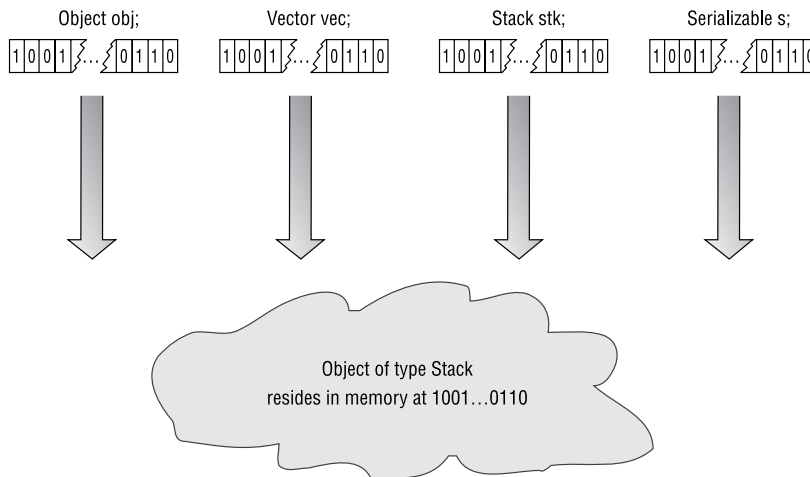 Object obj; Vector vec; Stack stk; Serializable s;
1001...0110 1001...0110 1001...0110 1001...0110
Object of type Stack
resides in memory at 1001...0110